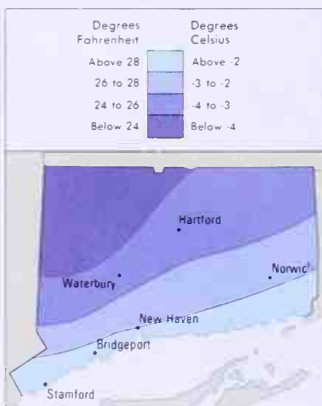 Degrees Fahrenheit
Degrees Celsius
Above 28
Above -2
26 to 28
-3 to -2
24 to 26
-4 to -3
Below 24
Below -4
Hartford
Waterbury
Norwich
New Haven
Bridgeport
Stamford